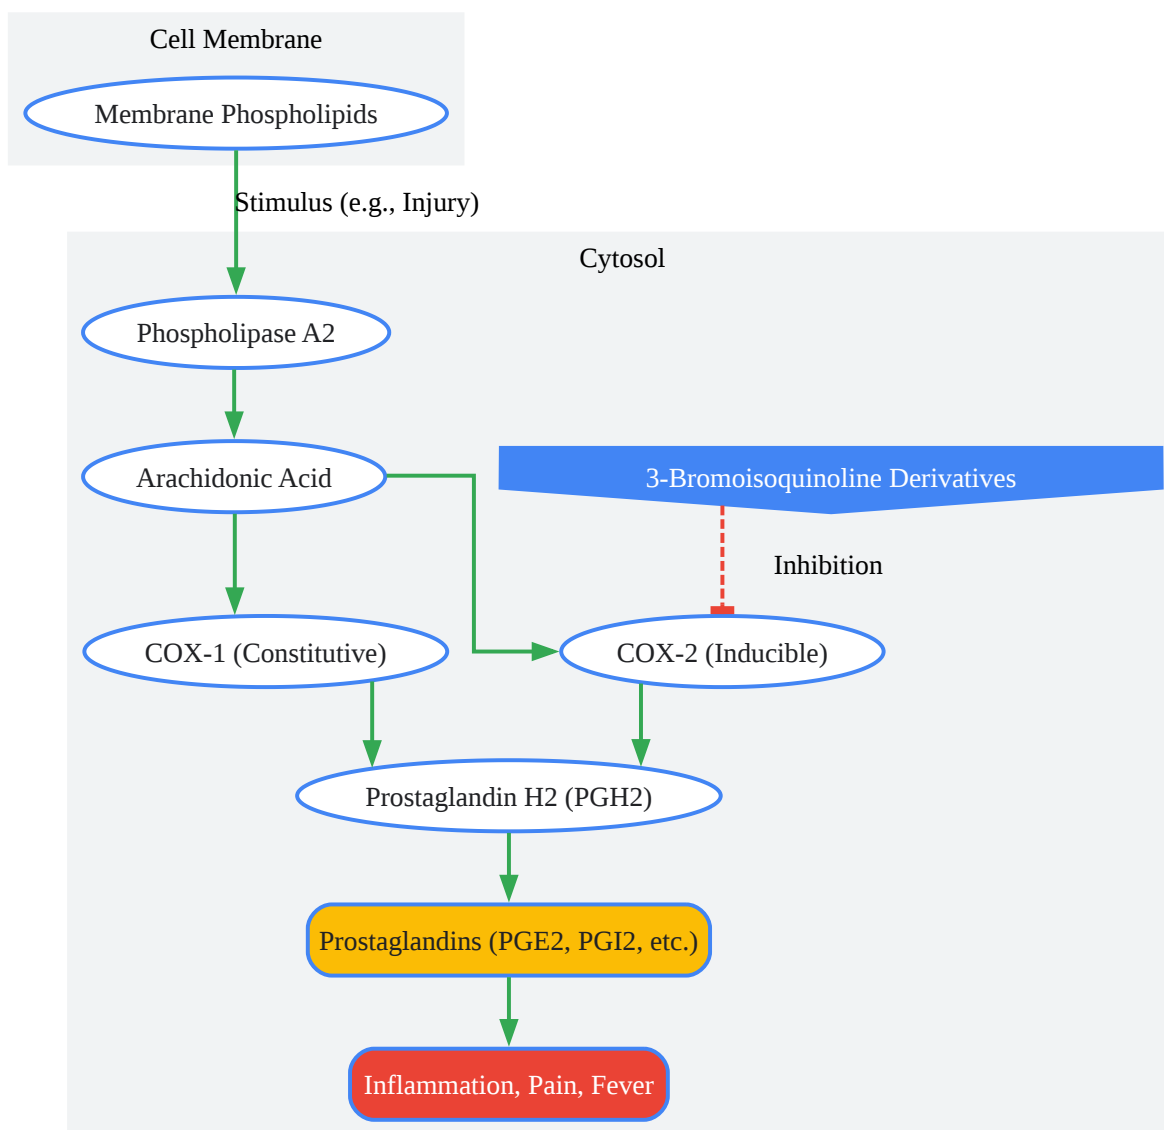 Cell Membrane
Membrane Phospholipids
Stimulus (e.g., Injury)
Cytosol
Phospholipase A2
Arachidonic Acid
3-Bromoisoquinoline Derivatives
Inhibition
COX-1 (Constitutive)
COX-2 (Inducible)
Prostaglandin H2 (PGH2)
Prostaglandins (PGE2, PGI2, etc.)
Inflammation, Pain, Fever